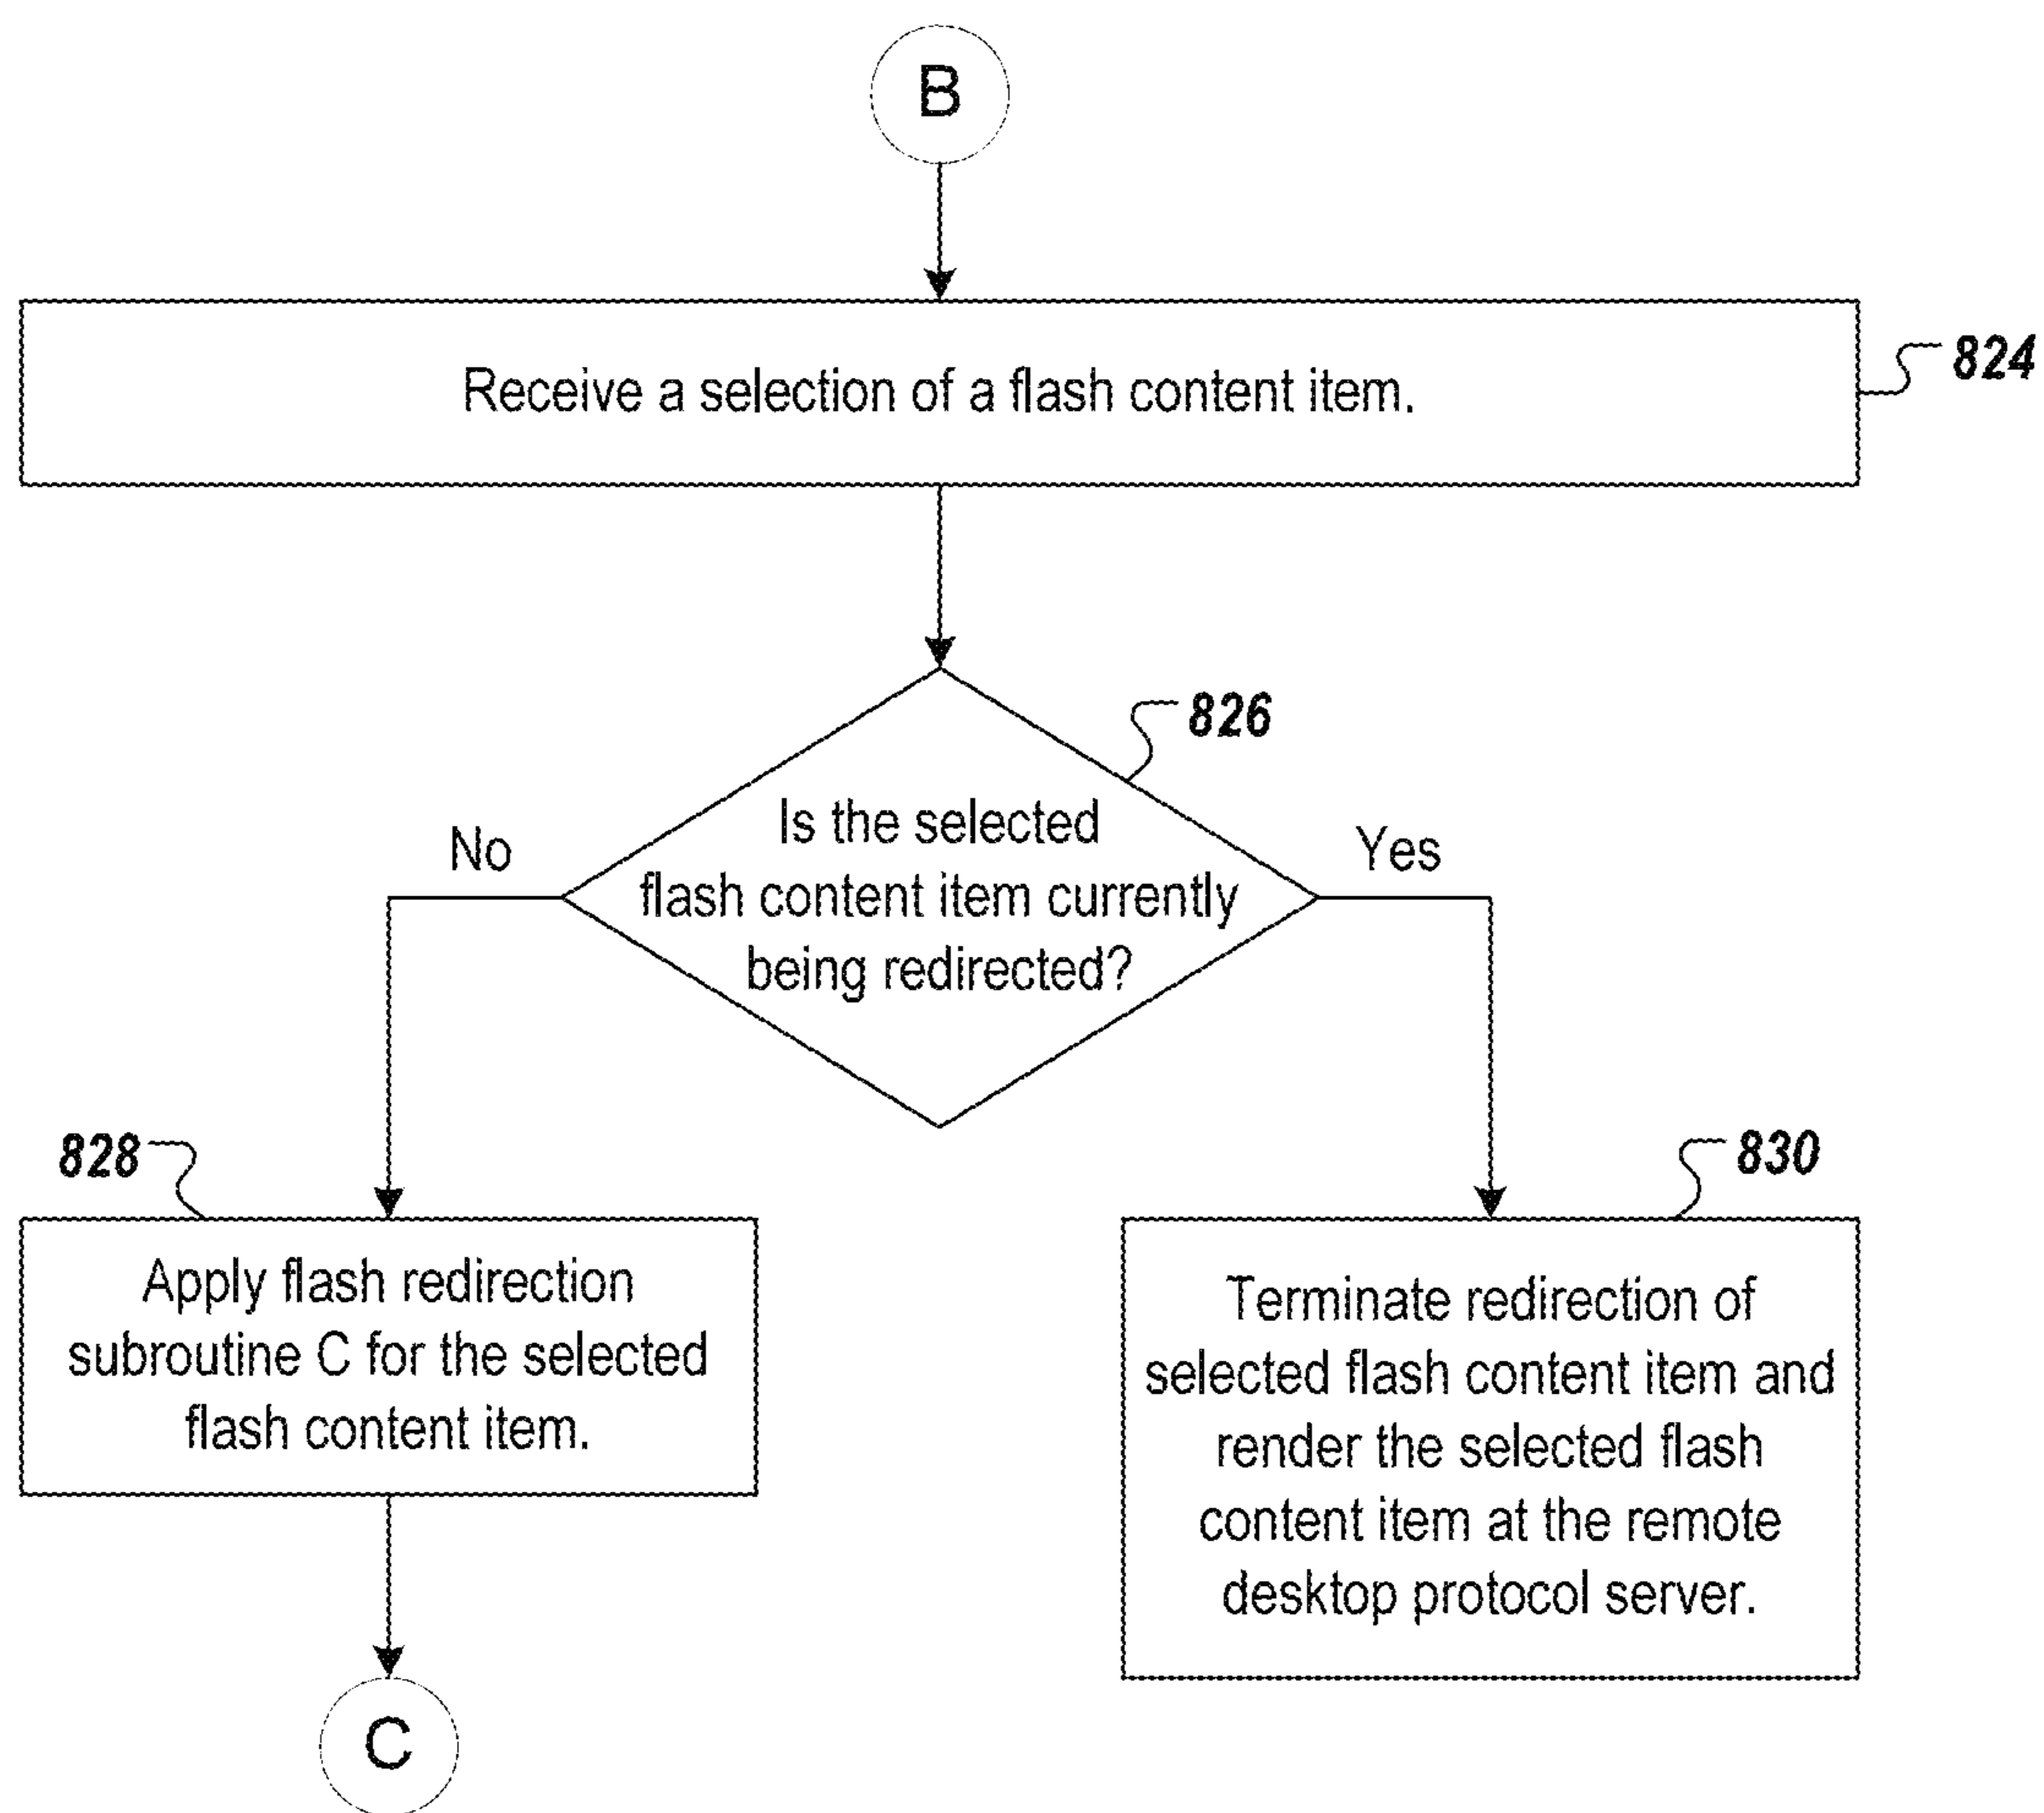 B
Receive a selection of a flash content item.
824
826
Is the selected
flash content item currently
being redirected?
No
Yes
828
Apply flash redirection
subroutine C for the selected
flash content item.
830
Terminate redirection of
selected flash content item and
render the selected flash
content item at the remote
desktop protocol server.
C